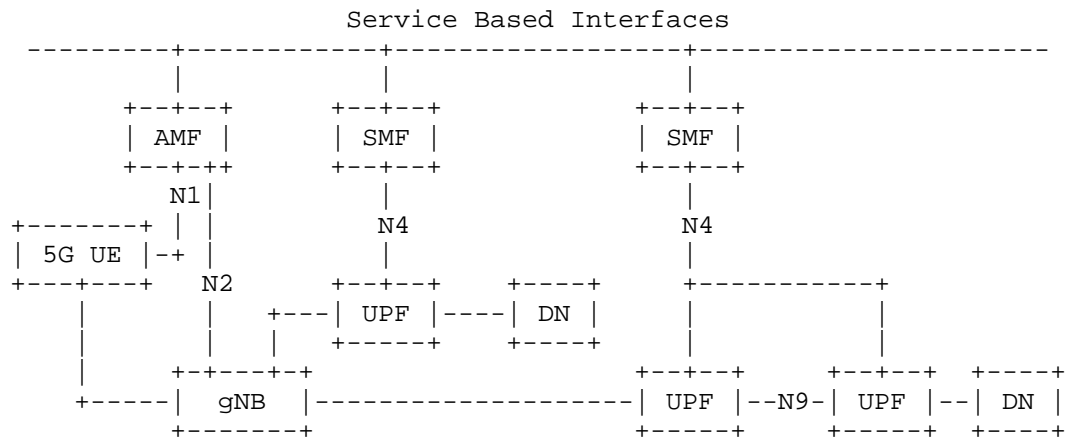 Service Based Interfaces
AMF SMF SMF
N1
5G UE N4 N4
N2
UPF DN
gNB UPF N9 UPF DN